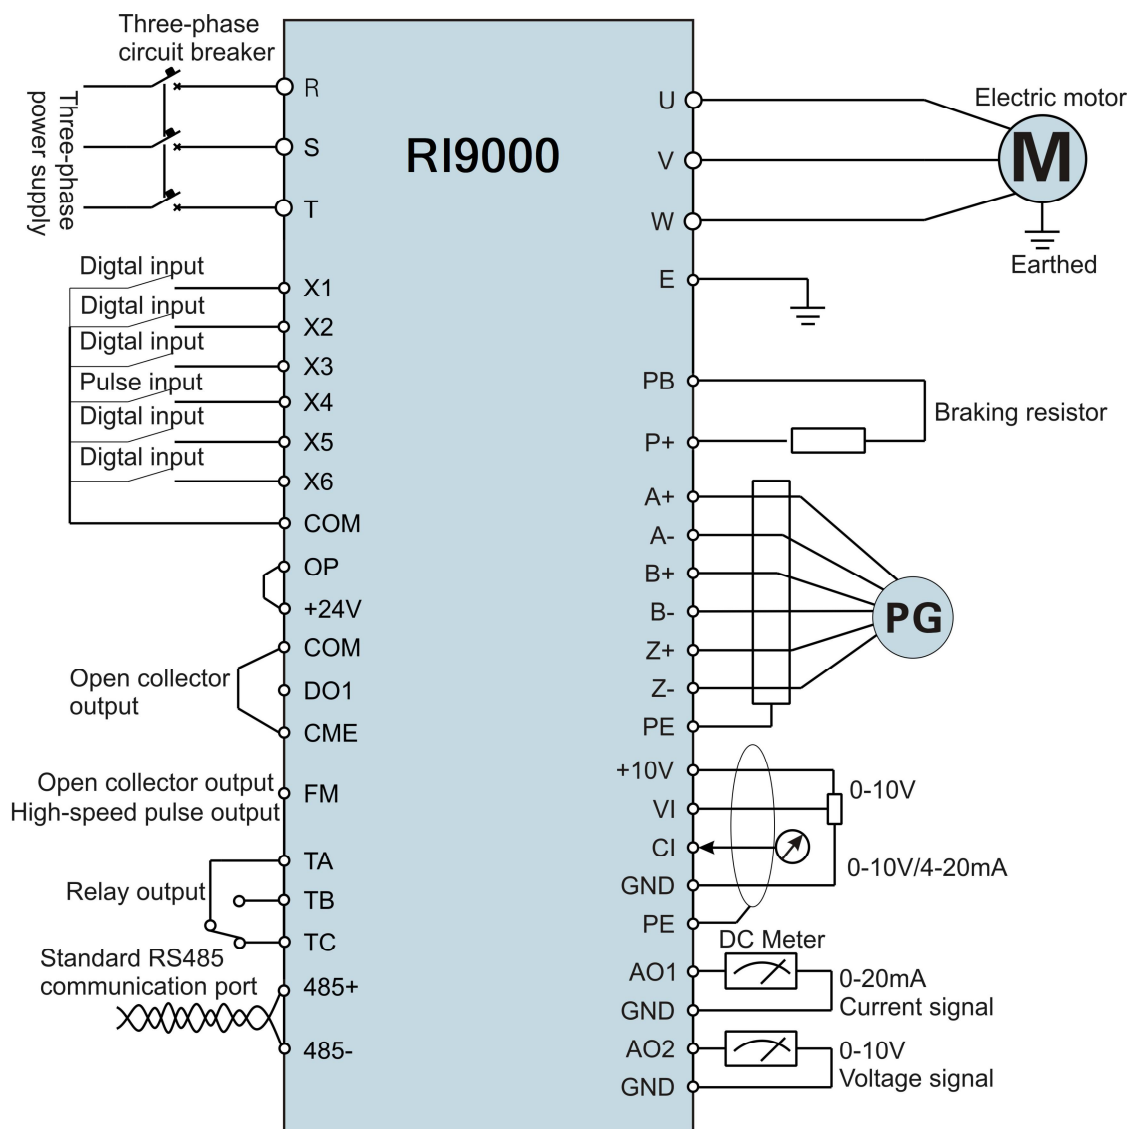 Three-phase
circuit breaker
Three-phase
power supply
R
S
T
RI9000
U
V
W
Electric motor
M
Earthed
E
Digtal input
X1
Digtal input
X2
Digtal input
X3
Pulse input
X4
Digtal input
X5
Digtal input
X6
COM
OP
+24V
COM
Open collector
output
DO1
CME
Open collector output
High-speed pulse output
FM
TA
Relay output
TB
TC
Standard RS485
communication port
485+
485-
PB
Braking resistor
P+
A+
A-
B+
B-
Z+
Z-
PG
PE
+10V
0-10V
VI
CI
0-10V/4-20mA
GND
PE
DC Meter
AO1
0-20mA
Current signal
GND
AO2
0-10V
Voltage signal
GND